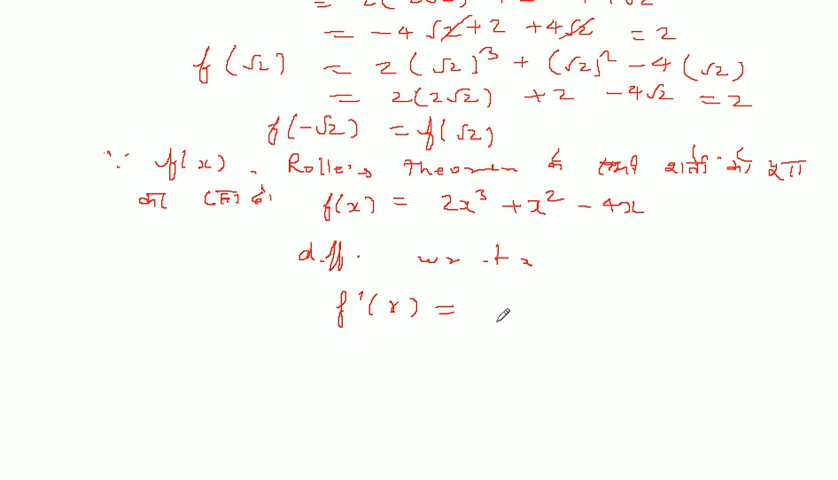 = -4√2 + 2 + 4√2 = 2
f(√2) = 2(√2)³ + (√2)² - 4(√2)
= 2(2√2) + 2 - 4√2 = 2
f(-√2) = f(√2)
∵ f(x), Rolle's Theorem के सभी शर्तो को पूरा
f(x) = 2x³ + x² - 4x
diff. wr.t x
f'(x) =